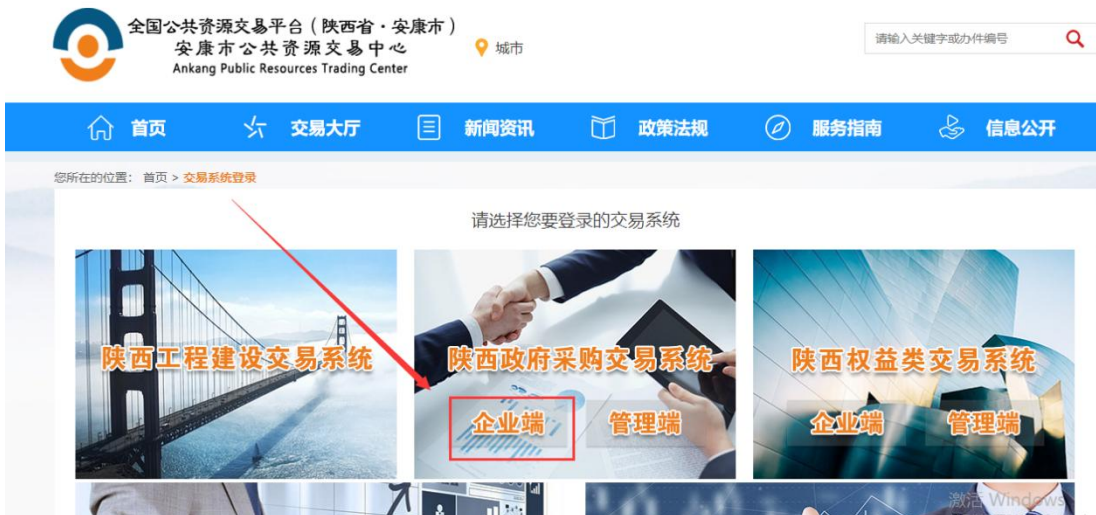 全国公共资源交易平台（陕西省·安康市）
安康市公共资源交易中心
Ankang Public Resources Trading Center
城市
请输入关键字或办件编号
首页
交易大厅
新闻资讯
政策法规
服务指南
信息公开
您所在的位置： 首页 > 交易系统登录
请选择您要登录的交易系统
陕西工程建设交易系统
陕西政府采购交易系统
陕西权益类交易系统
企业端
管理端
企业端
管理端
激活 Windows